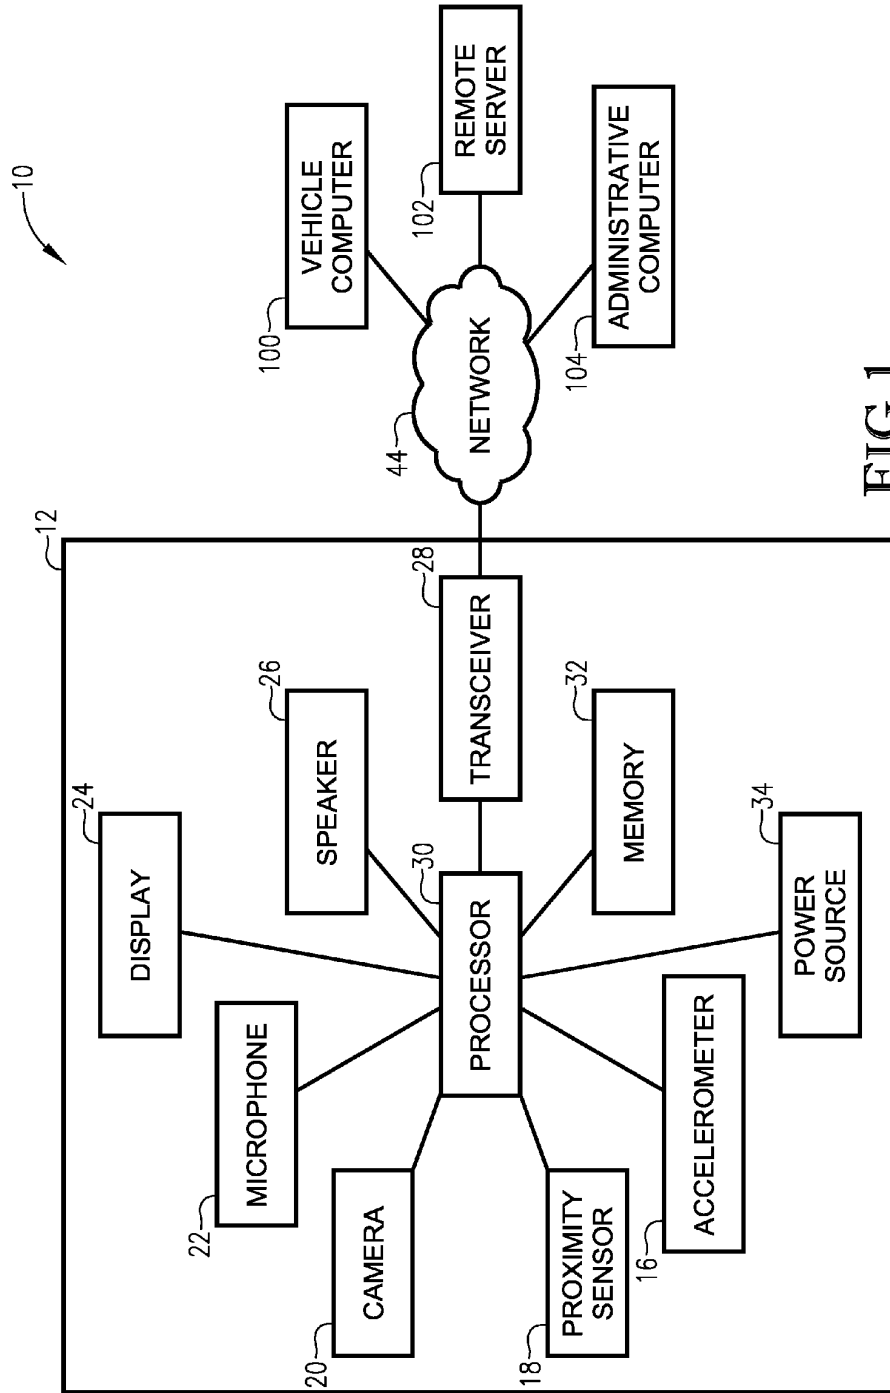 10
12
24
DISPLAY
22
MICROPHONE
26
SPEAKER
20
CAMERA
30
PROCESSOR
28
TRANSCEIVER
18
PROXIMITY
SENSOR
16
ACCELEROMETER
32
MEMORY
34
POWER
SOURCE
44
NETWORK
100
VEHICLE
COMPUTER
102
REMOTE
SERVER
104
ADMINISTRATIVE
COMPUTER
FIG 1